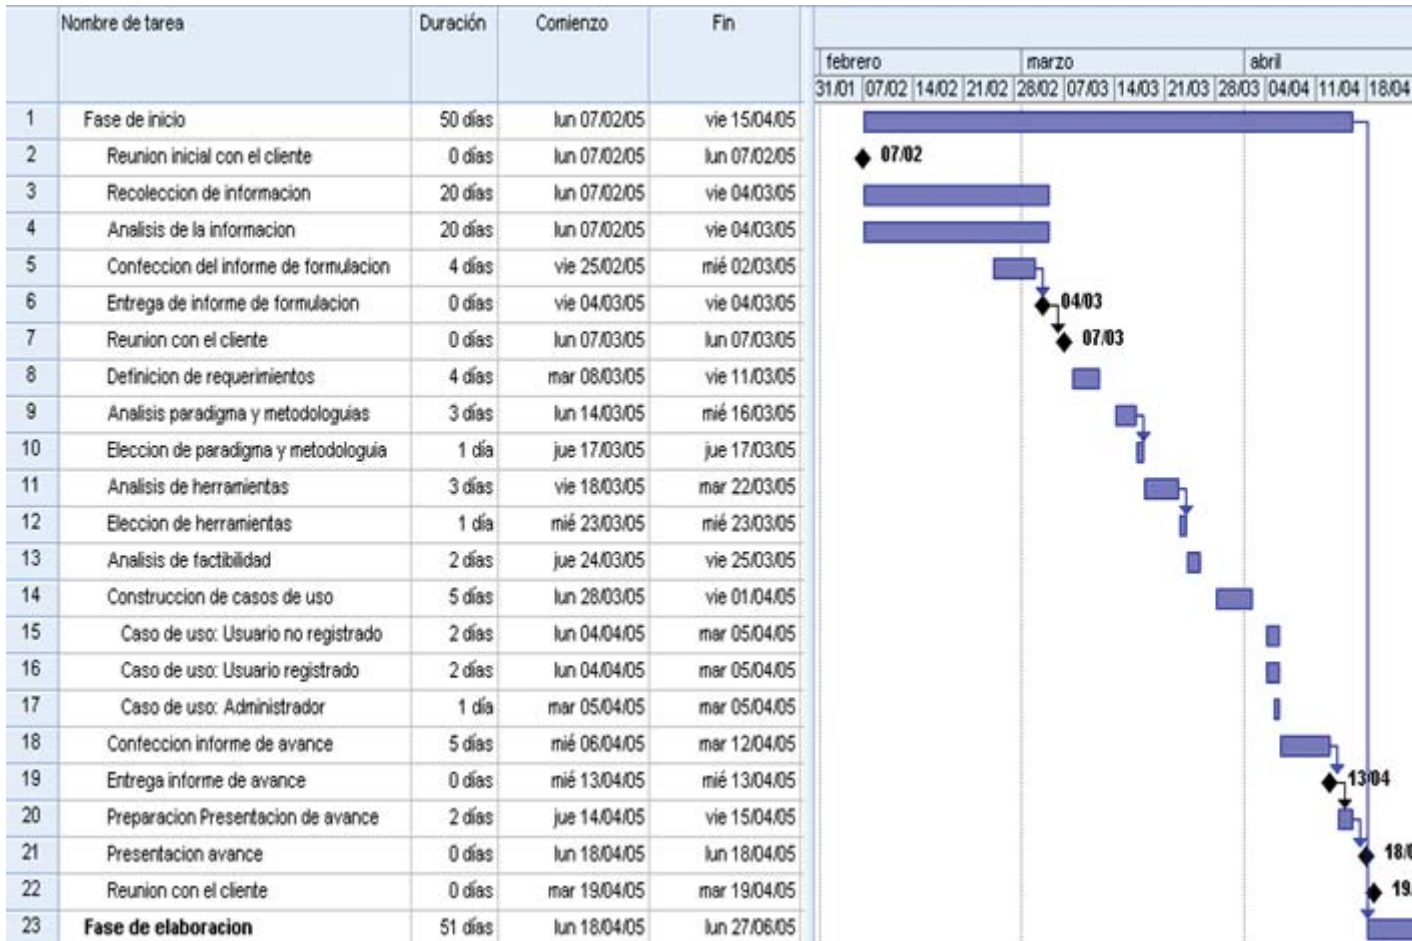 Nombre de tarea Duración Comienzo Fin
febrero marzo abril
31/01 07/02 14/02 21/02 28/02 07/03 14/03 21/03 28/03 04/04 11/04 18/04
1 Fase de inicio 50 días lun 07/02/05 vie 15/04/05
2 Reunion inicial con el cliente 0 días lun 07/02/05 lun 07/02/05 07/02
3 Recoleccion de informacion 20 días lun 07/02/05 vie 04/03/05
4 Analisis de la informacion 20 días lun 07/02/05 vie 04/03/05
5 Confeccion del informe de formulacion 4 días vie 25/02/05 mié 02/03/05
6 Entrega de informe de formulacion 0 días vie 04/03/05 vie 04/03/05 04/03
7 Reunion con el cliente 0 días lun 07/03/05 lun 07/03/05 07/03
8 Definicion de requerimientos 4 días mar 08/03/05 vie 11/03/05
9 Analisis paradigma y metodologuias 3 días lun 14/03/05 mié 16/03/05
10 Eleccion de paradigma y metodologuia 1 día jue 17/03/05 jue 17/03/05
11 Analisis de herramientas 3 días vie 18/03/05 mar 22/03/05
12 Eleccion de herramientas 1 día mié 23/03/05 mié 23/03/05
13 Analisis de factibilidad 2 días jue 24/03/05 vie 25/03/05
14 Construccion de casos de uso 5 días lun 28/03/05 vie 01/04/05
15 Caso de uso: Usuario no registrado 2 días lun 04/04/05 mar 05/04/05
16 Caso de uso: Usuario registrado 2 días lun 04/04/05 mar 05/04/05
17 Caso de uso: Administrador 1 día mar 05/04/05 mar 05/04/05
18 Confeccion informe de avance 5 días mié 06/04/05 mar 12/04/05
19 Entrega informe de avance 0 días mié 13/04/05 mié 13/04/05 13/04
20 Preparacion Presentacion de avance 2 días jue 14/04/05 vie 15/04/05
21 Presentacion avance 0 días lun 18/04/05 lun 18/04/05
22 Reunion con el cliente 0 días mar 19/04/05 mar 19/04/05
23 Fase de elaboracion 51 días lun 18/04/05 lun 27/06/05